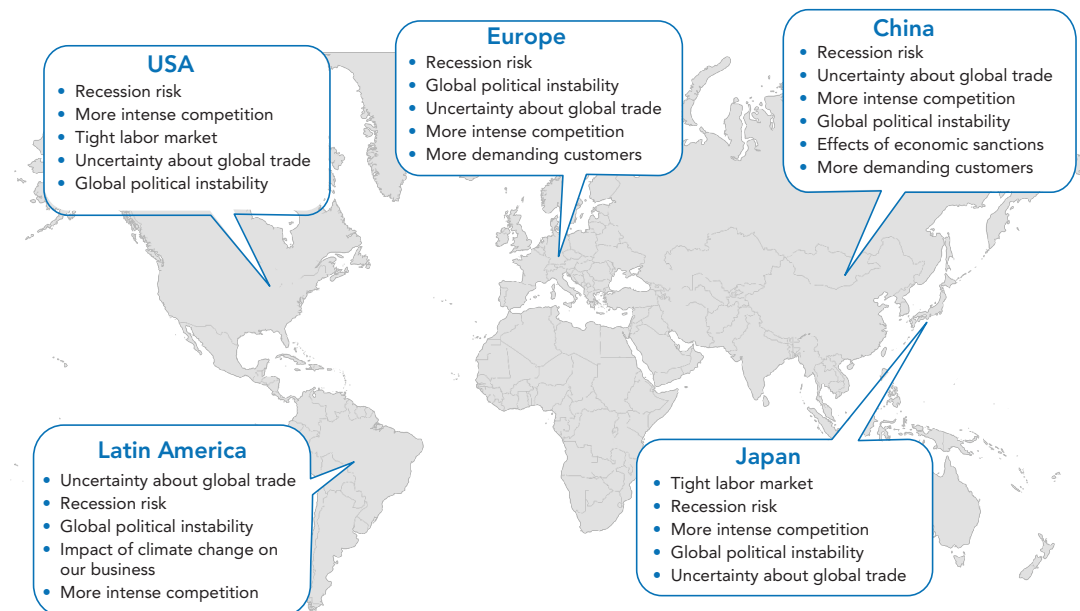 USA
• Recession risk
• More intense competition
• Tight labor market
• Uncertainty about global trade
• Global political instability
Europe
• Recession risk
• Global political instability
• Uncertainty about global trade
• More intense competition
• More demanding customers
China
• Recession risk
• Uncertainty about global trade
• More intense competition
• Global political instability
• Effects of economic sanctions
• More demanding customers
Latin America
• Uncertainty about global trade
• Recession risk
• Global political instability
• Impact of climate change on
our business
• More intense competition
Japan
• Tight labor market
• Recession risk
• More intense competition
• Global political instability
• Uncertainty about global trade